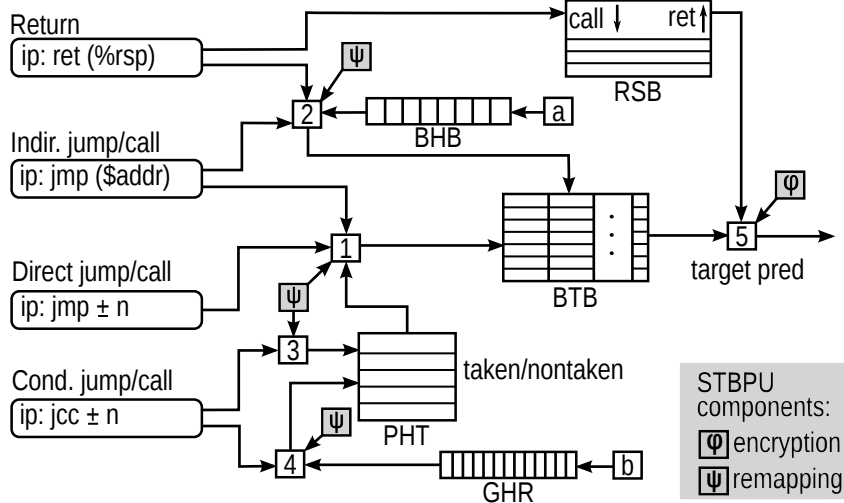 Return
ip: ret (%rsp)
call ret
RSB
ψ
2
BHB
a
Indir. jump/call
ip: jmp ($addr)
φ
1
5
target pred
BTB
Direct jump/call
ip: jmp ± n
ψ
3
taken/nontaken
PHT
Cond. jump/call
ip: jcc ± n
ψ
4
GHR
b
STBPU
components:
φ encryption
ψ remapping